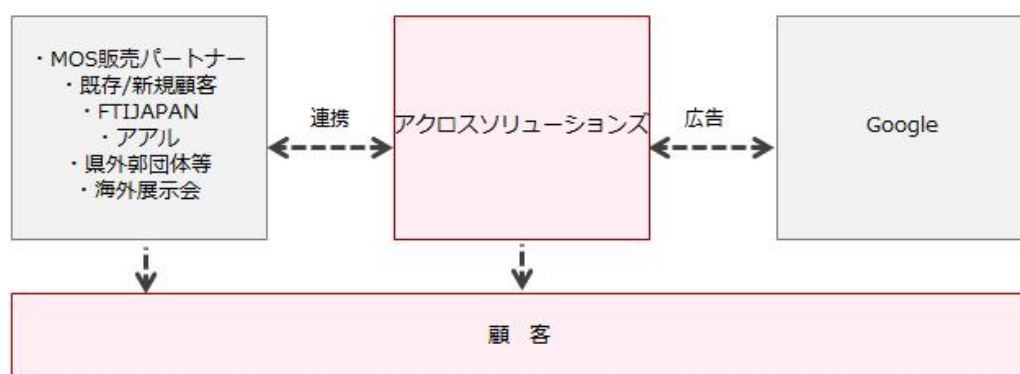 ・MOS販売パートナー
・既存/新規顧客
・FTIJAPAN
・アアル
・県外郭団体等
・海外展示会
連携
アクロスソリューションズ
広告
Google
顧　客